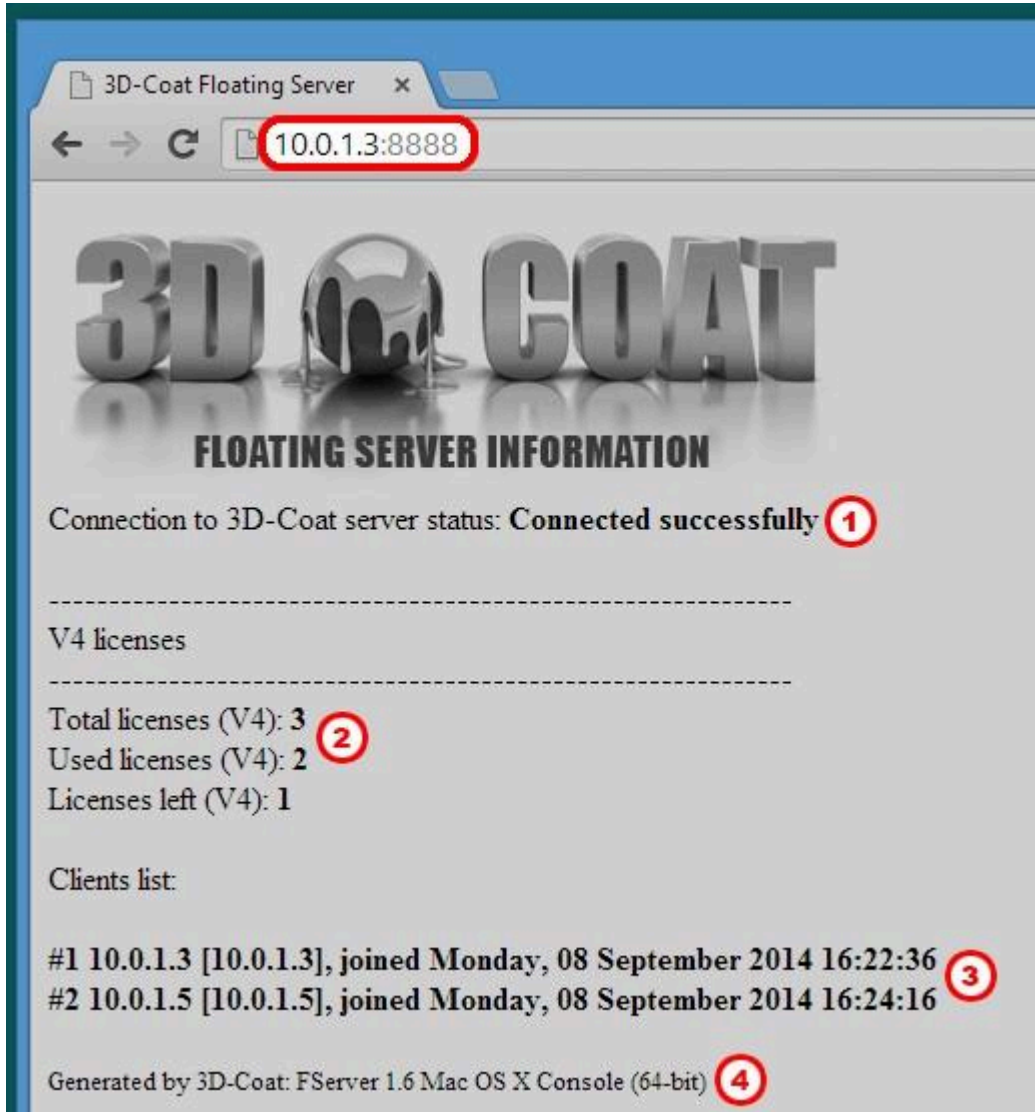 3D-Coat Floating Server
10.0.1.3:8888
3D COAT
FLOATING SERVER INFORMATION
Connection to 3D-Coat server status: Connected successfully 1
---------------------------------------------------------------
V4 licenses
---------------------------------------------------------------
Total licenses (V4): 3
2
Used licenses (V4): 2
Licenses left (V4): 1
Clients list:
#1 10.0.1.3 [10.0.1.3], joined Monday, 08 September 2014 16:22:36
3
#2 10.0.1.5 [10.0.1.5], joined Monday, 08 September 2014 16:24:16
Generated by 3D-Coat: FServer 1.6 Mac OS X Console (64-bit) 4